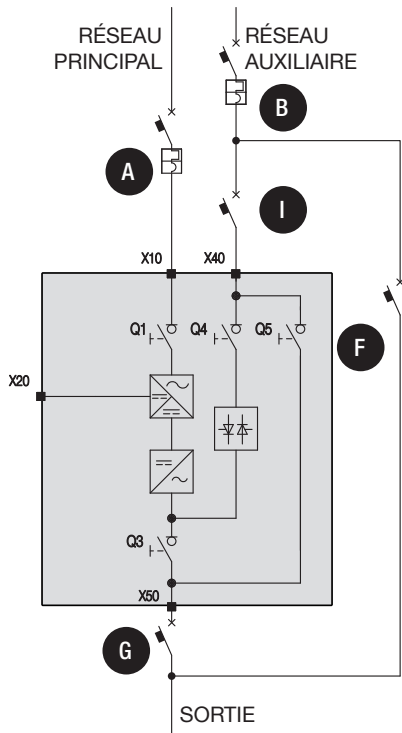 RÉSEAU
PRINCIPAL
RÉSEAU
AUXILIAIRE
B
A
I
X10
X40
Q1
Q4
Q5
F
X20
Q3
X50
G
SORTIE